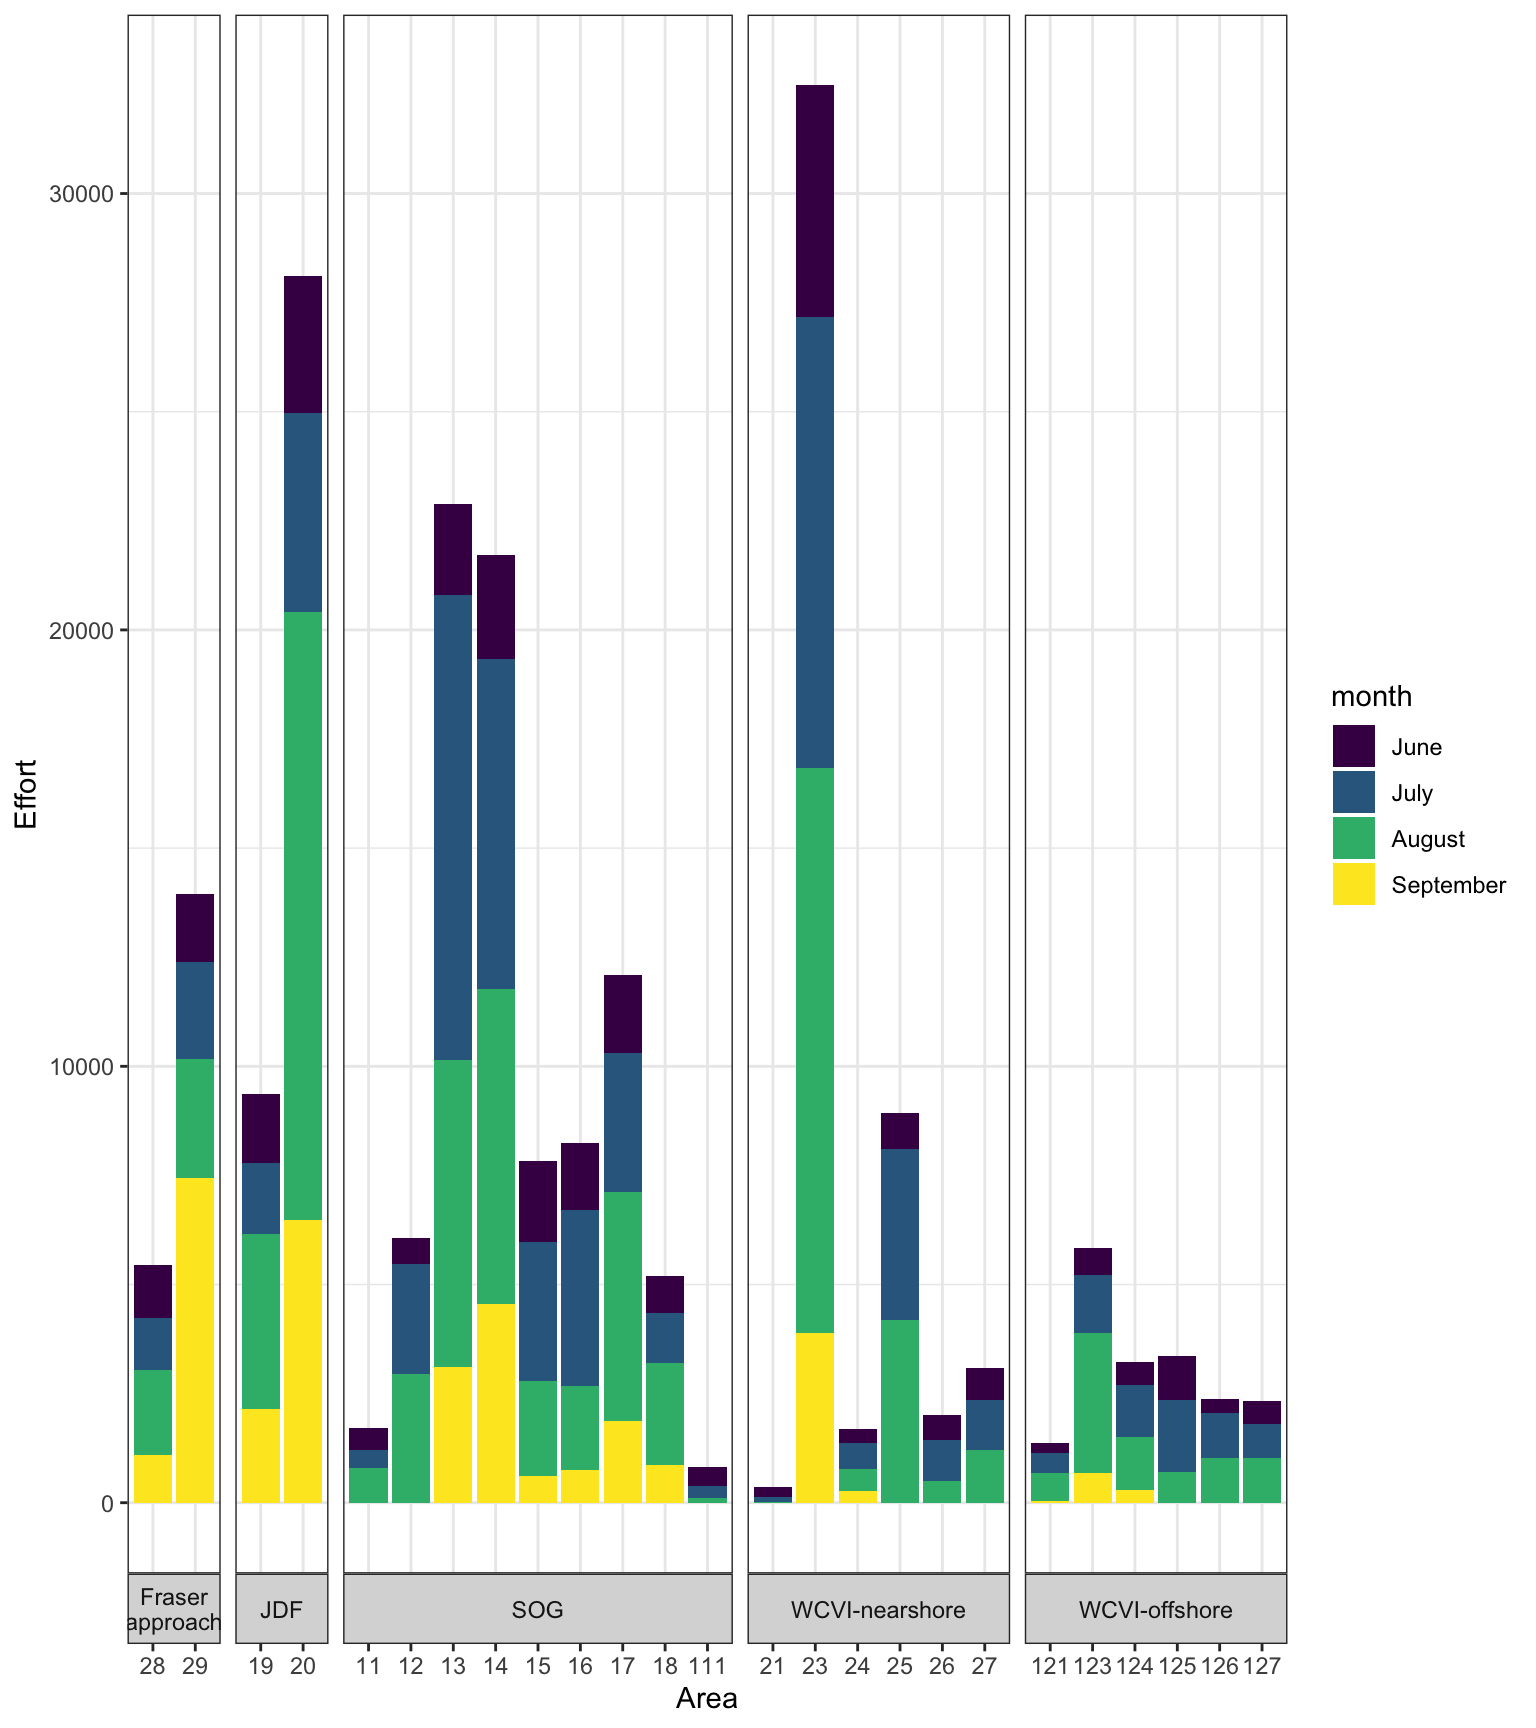 30000
20000
10000
0
Effort
month
June
July
August
September
Fraser
approach
JDF
SOG
WCVI-nearshore
WCVI-offshore
28 29 19 20 11 12 13 14 15 16 17 18 111 21 23 24 25 26 27 121 123 124 125 126 127
Area